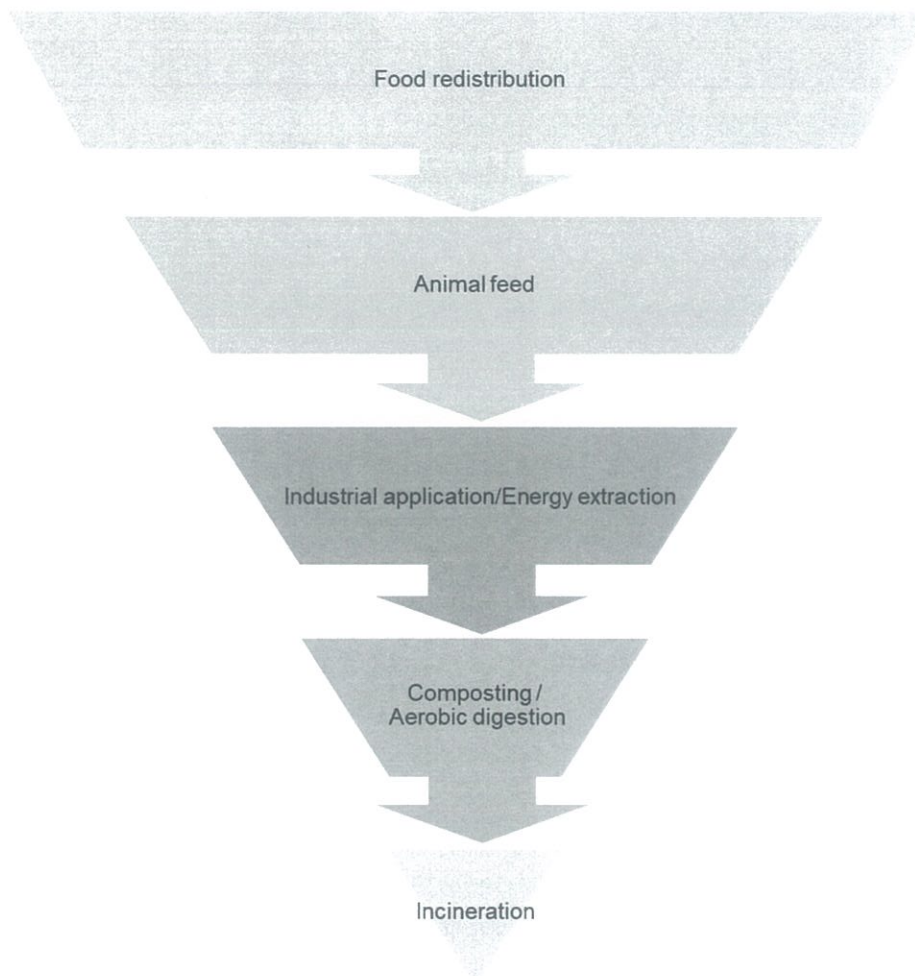 Food redistribution
Animal feed
Industrial application/Energy extraction
Composting /
Aerobic digestion
Incineration